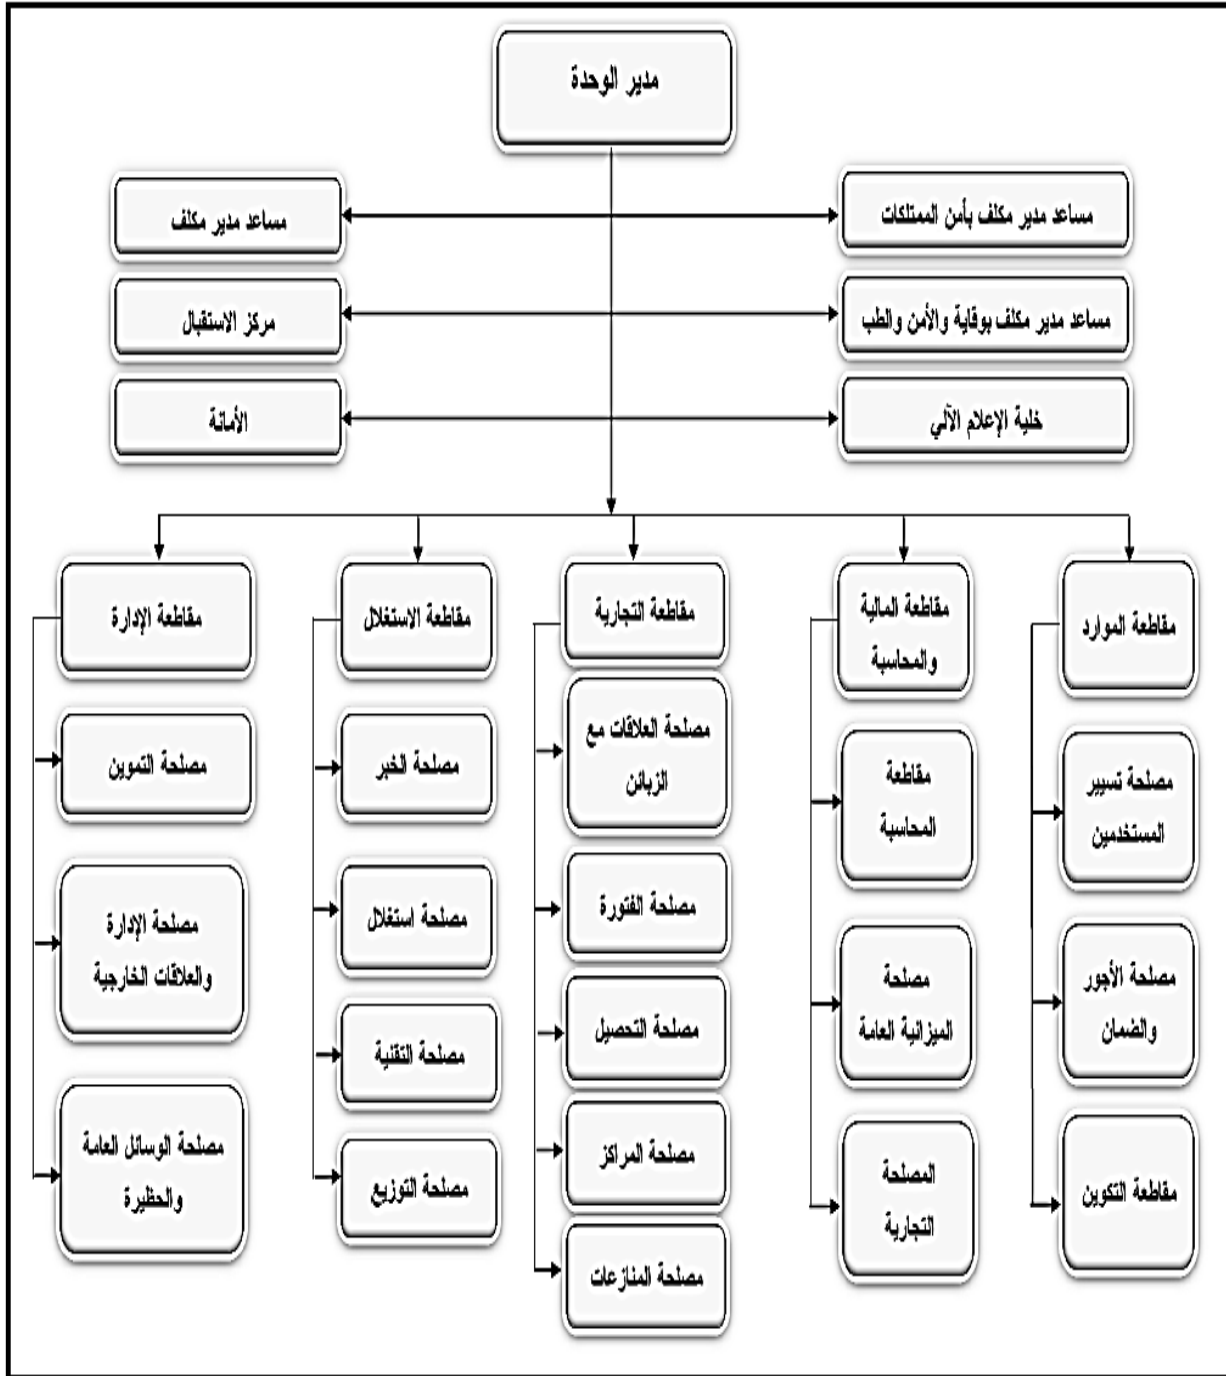 مدير الوحدة
مساعد مدير مكلف بأمن الممتلكات
مساعد مدير مكلف
مساعد مدير مكلف بوقاية والأمن والطب
مركز الاستقبال
خلية الإعلام الآلي
الأمانة
مقاطعة الموارد
مصلحة تسيير
المستخدمين
مصلحة الأجور
والضمان
مقاطعة التكوين
مقاطعة المالية
والمحاسبة
مقاطعة
المحاسبة
مصلحة
الميزانية العامة
المصلحة
التجارية
مقاطعة التجارية
مصلحة العلاقات مع
الزبائن
مصلحة الفتورة
مصلحة التحصيل
مصلحة المراكز
مصلحة المنازعات
مقاطعة الاستغلال
مصلحة الخبر
مصلحة استغلال
مصلحة التقنية
مصلحة التوزيع
مقاطعة الإدارة
مصلحة التموين
مصلحة الإدارة
والعلاقات الخارجية
مصلحة الوسائل العامة
والحظيرة